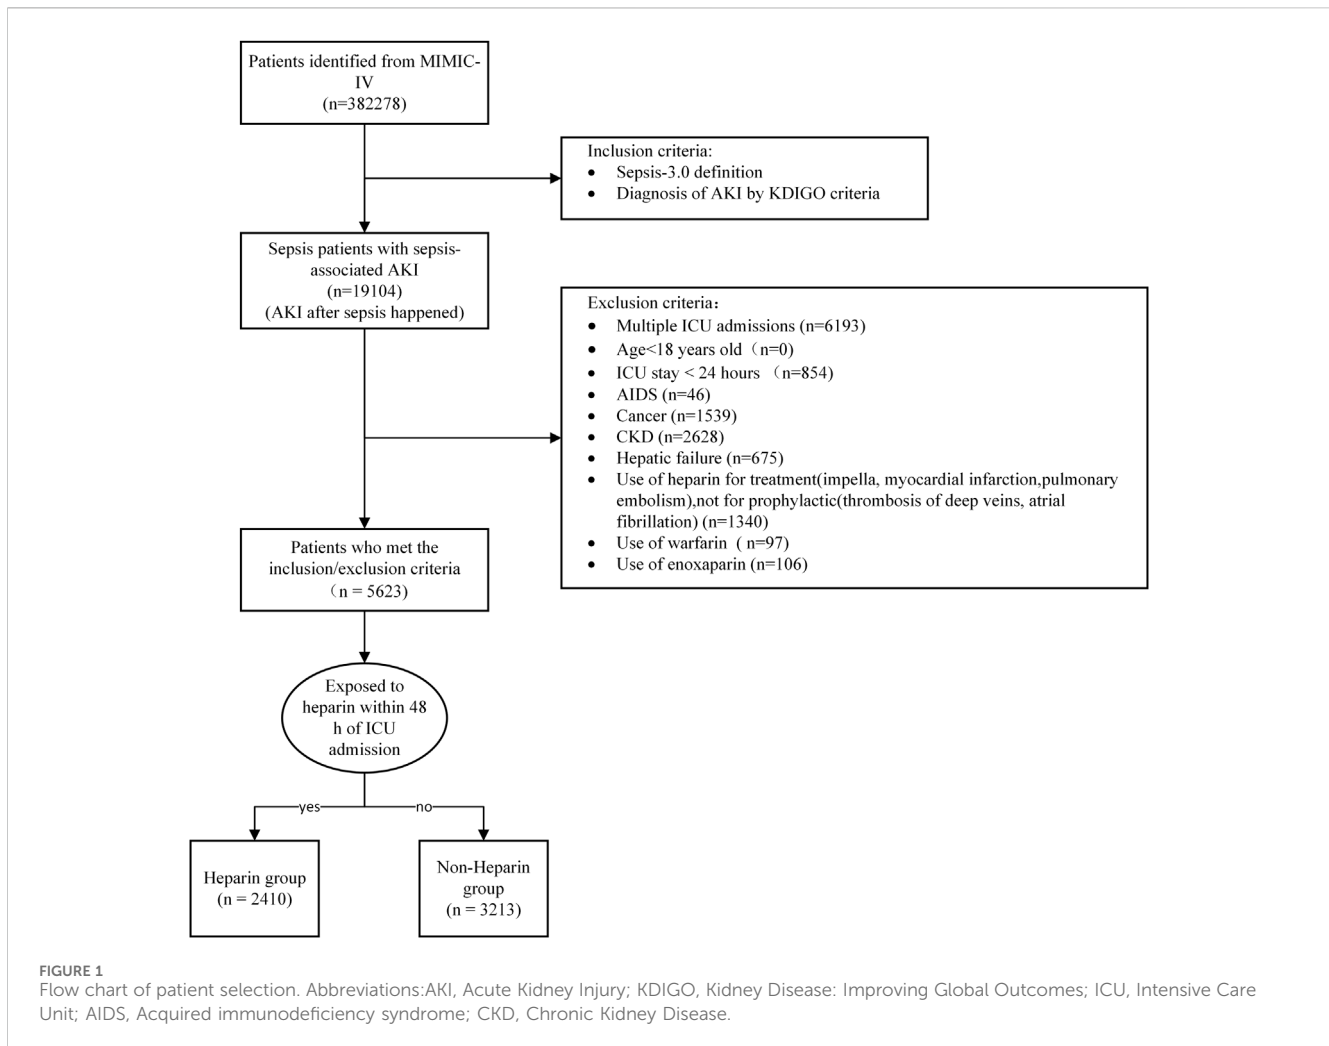 Patients identified from MIMIC-
IV
(n=382278)
Inclusion criteria:
● Sepsis-3.0 definition
● Diagnosis of AKI by KDIGO criteria
Sepsis patients with sepsis-
associated AKI
(n=19104)
(AKI after sepsis happened)
Exclusion criteria：
● Multiple ICU admissions (n=6193)
● Age<18 years old（n=0)
● ICU stay < 24 hours （n=854)
● AIDS (n=46)
● Cancer (n=1539)
● CKD (n=2628)
● Hepatic failure (n=675)
● Use of heparin for treatment(impella, myocardial infarction,pulmonary
embolism),not for prophylactic(thrombosis of deep veins, atrial
fibrillation) (n=1340)
● Use of warfarin ( n=97)
● Use of enoxaparin (n=106)
Patients who met the
inclusion/exclusion criteria
（n = 5623)
Exposed to
heparin within 48
h of ICU
admission
yes
no
Heparin group
(n = 2410)
Non-Heparin
group
(n = 3213)
FIGURE 1
Flow chart of patient selection. Abbreviations:AKI, Acute Kidney Injury; KDIGO, Kidney Disease: Improving Global Outcomes; ICU, Intensive Care
Unit; AIDS, Acquired immunodeficiency syndrome; CKD, Chronic Kidney Disease.